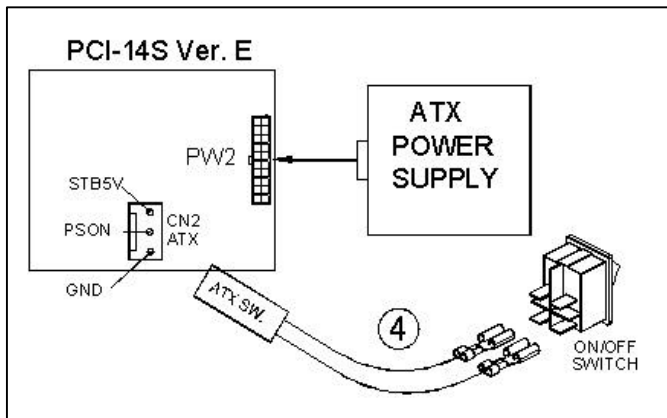 PCI-14S Ver. E
ATX
POWER
SUPPLY
PW2
STB5V
PSON
CN2
ATX
GND
ATX SW.
4
ON/OFF
SWITCH